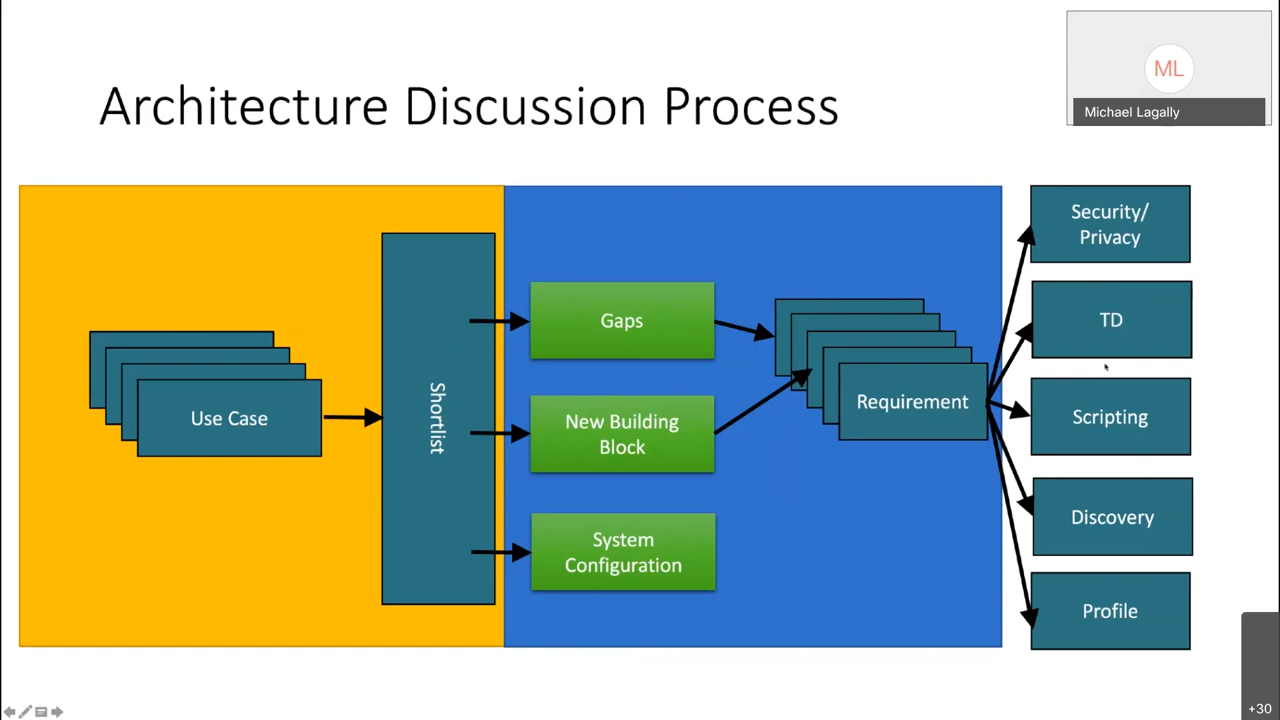 ML
Michael Lagally
Architecture Discussion Process
Use Case
Shortlist
Gaps
New Building
Block
System
Configuration
Requirement
Security/
Privacy
TD
Scripting
Discovery
Profile
+30